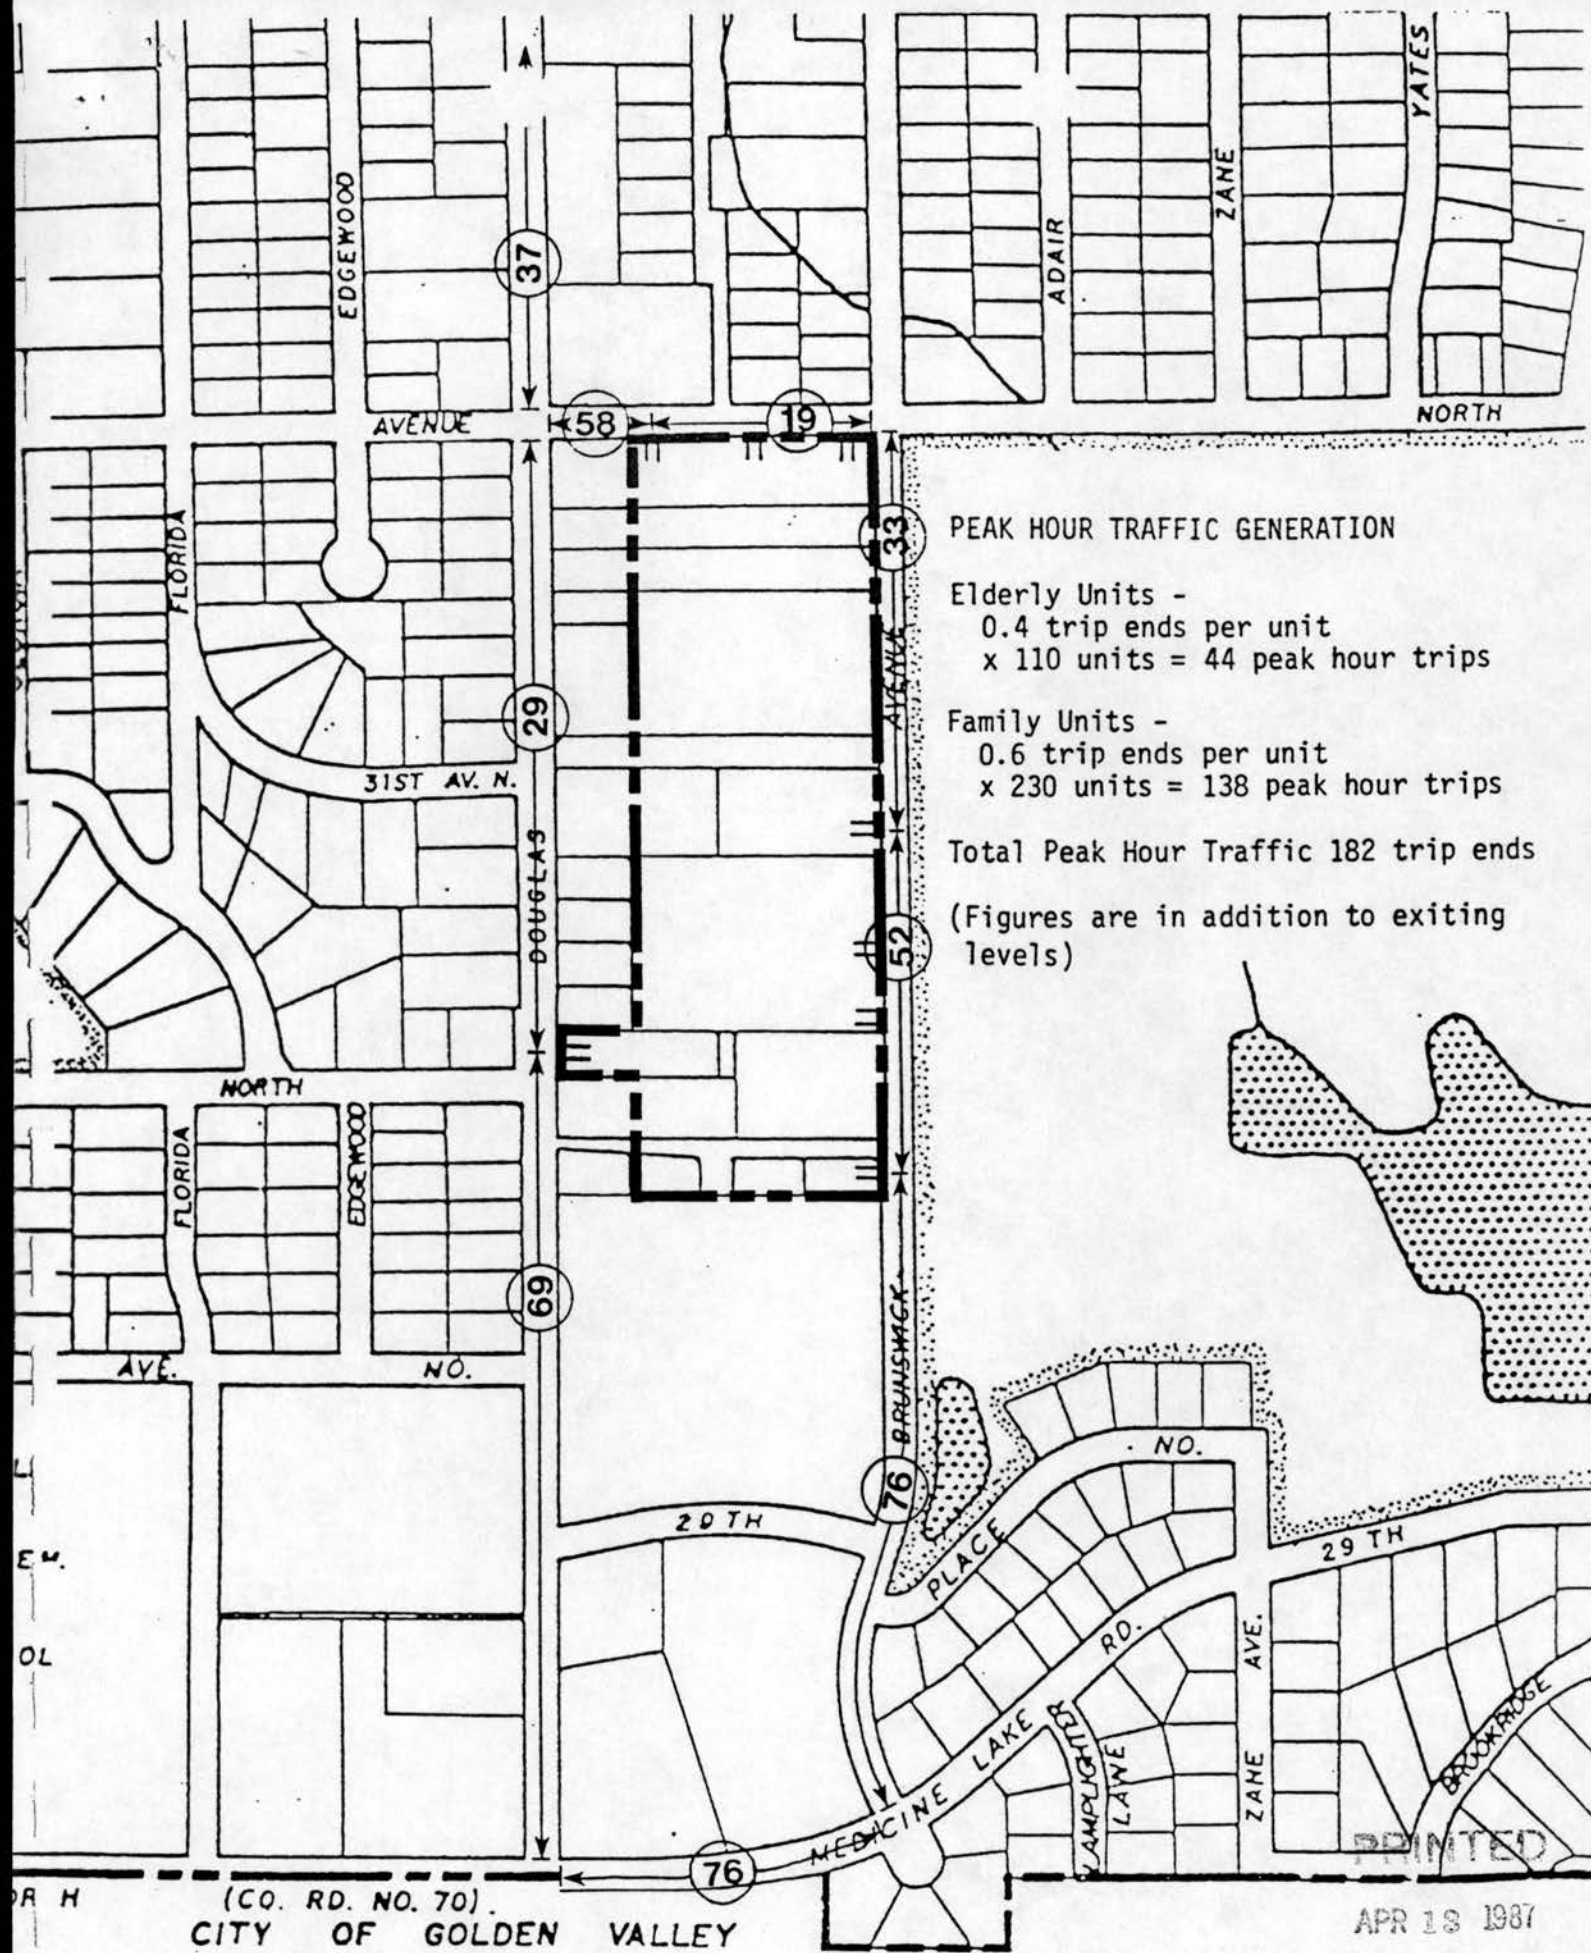 YATES
EDGEWOOD
ZANE
ADAIR
37
AVENUE
58
19
NORTH
33
PEAK HOUR TRAFFIC GENERATION
FLORIDA
Elderly Units -
0.4 trip ends per unit
x 110 units = 44 peak hour trips
AVENUE
Family Units -
0.6 trip ends per unit
x 230 units = 138 peak hour trips
29
31ST AV. N.
DOUGLAS
Total Peak Hour Traffic 182 trip ends
(Figures are in addition to exiting
levels)
52
NORTH
FLORIDA
EDGEWOOD
69
AVE.
NO.
BRUNSWICK
NO.
76
29 TH
PLACE
29 TH
RD.
AVE.
OL
LAKE
LAMPLIGHTER
LANE
ZANE
BROOKRIDGE
MEDICINE
76
PRINTED
(CO. RD. NO. 70).
APR 13 1987
CITY OF GOLDEN VALLEY